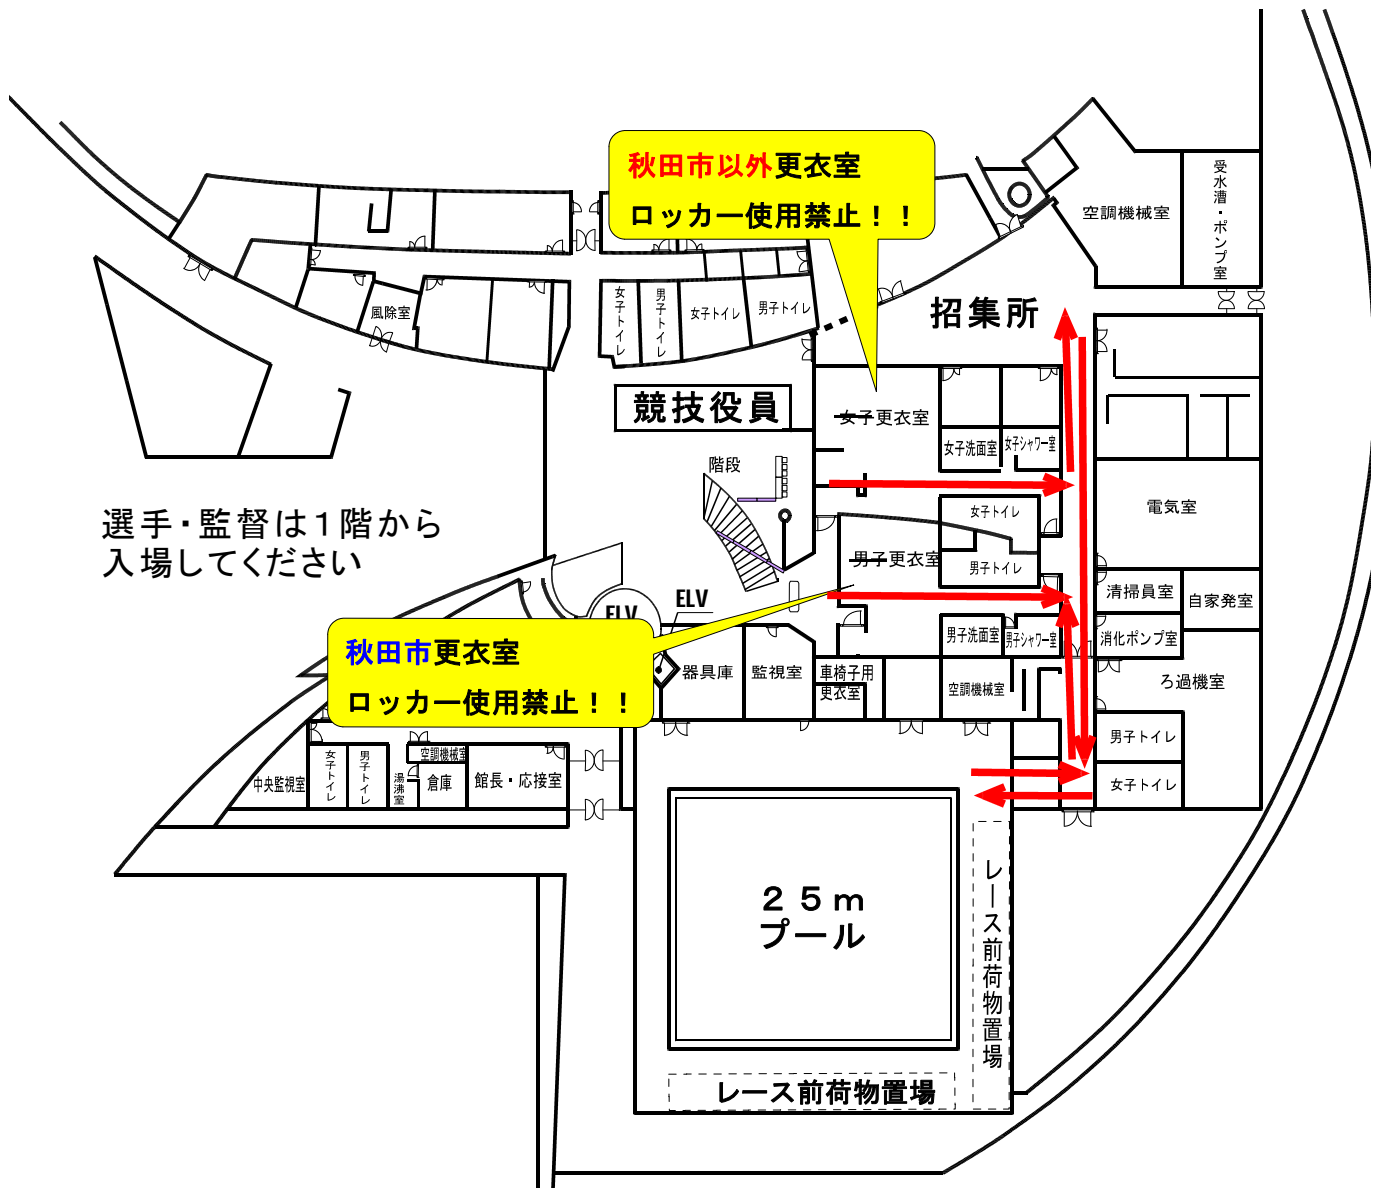 秋田市以外更衣室
ロッカー使用禁止！！
空調機械室
受水漕・ポンプ室
風除室
女子トイレ
男子トイレ
女子トイレ
男子トイレ
招集所
競技役員
女子更衣室
女子洗面室
女子シャワー室
階段
選手・監督は１階から
入場してください
女子トイレ
電気室
男子更衣室
男子トイレ
清掃員室
自家発室
ELV
ELV
消化ポンプ室
男子洗面室
男子シャワー室
秋田市更衣室
ロッカー使用禁止！！
器具庫
監視室
車椅子用
更衣室
空調機械室
ろ過機室
男子トイレ
女子トイレ
中央監視室
女子トイレ
男子トイレ
湯沸室
空調機械室
倉庫
館長・応接室
２５ｍ
プール
レース前荷物置場
レース前荷物置場